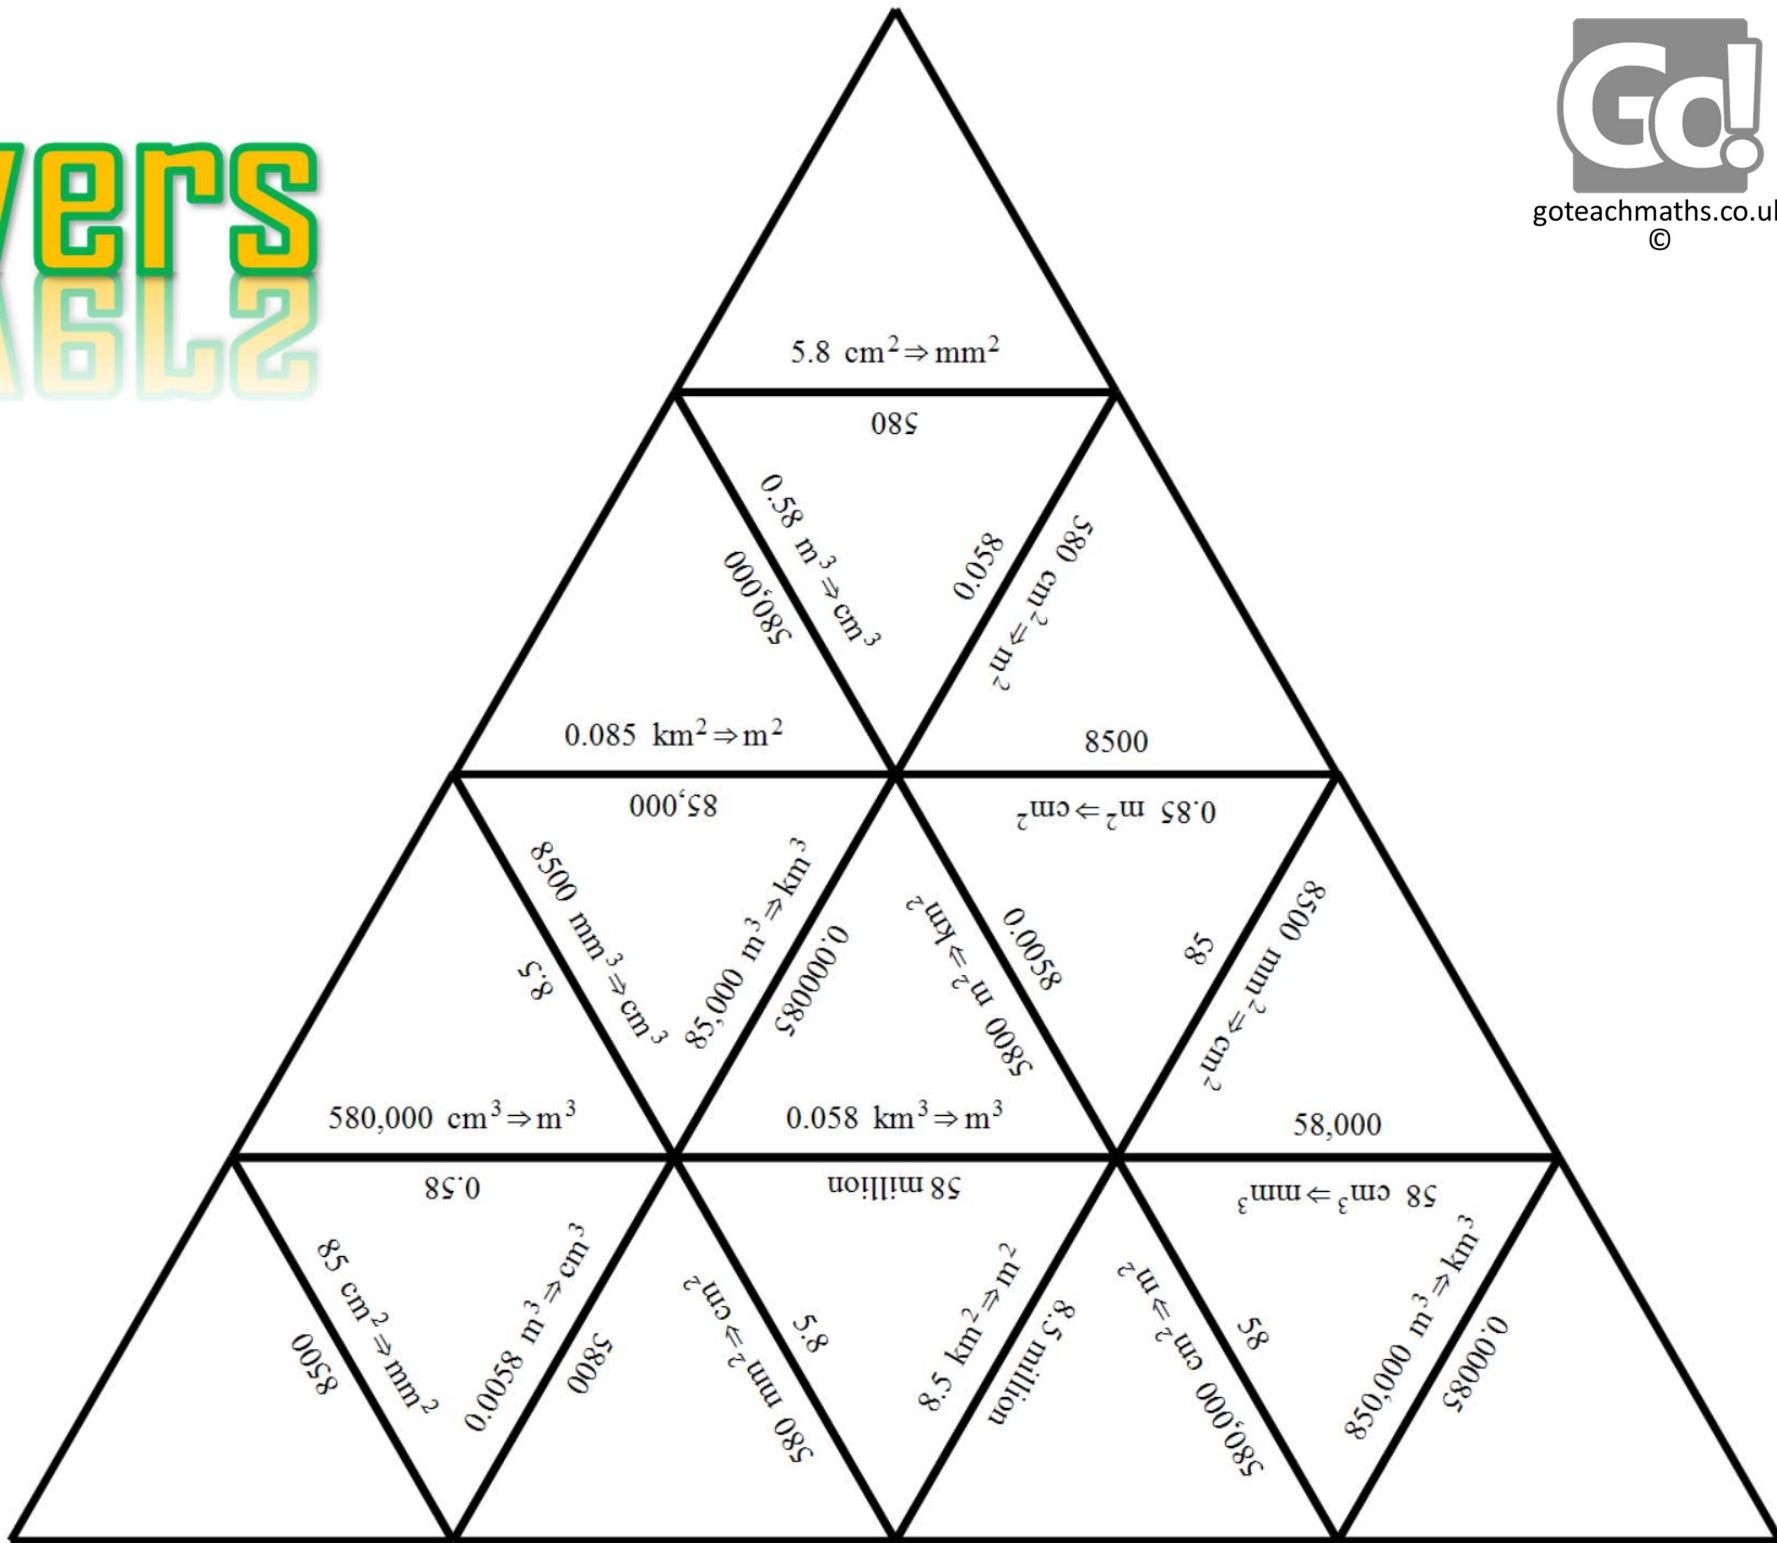 ers
Go!
goteachmaths.co.uk
©
5.8 cm²⇒mm²
580
0.58 m³⇒cm³
580,000
0.058
580 cm²⇒m²
0.085 km²⇒m²
8500
85,000
0.85 m²⇒cm²
8500 mm³⇒cm³
8.5
85,000 m³⇒km³
0.000085
5800 m²⇒km²
0.0058
85
8500 mm²⇒cm²
580,000 cm³⇒m³
0.058 km³⇒m³
58,000
0.58
58 million
58 cm³⇒mm³
85 cm²⇒mm²
8500
0.0058 m³⇒cm³
5800
580 mm²⇒cm²
5.8
8.5 km²⇒m²
8.5 million
580,000 cm²⇒m²
58
850,000 m³⇒km³
0.00085